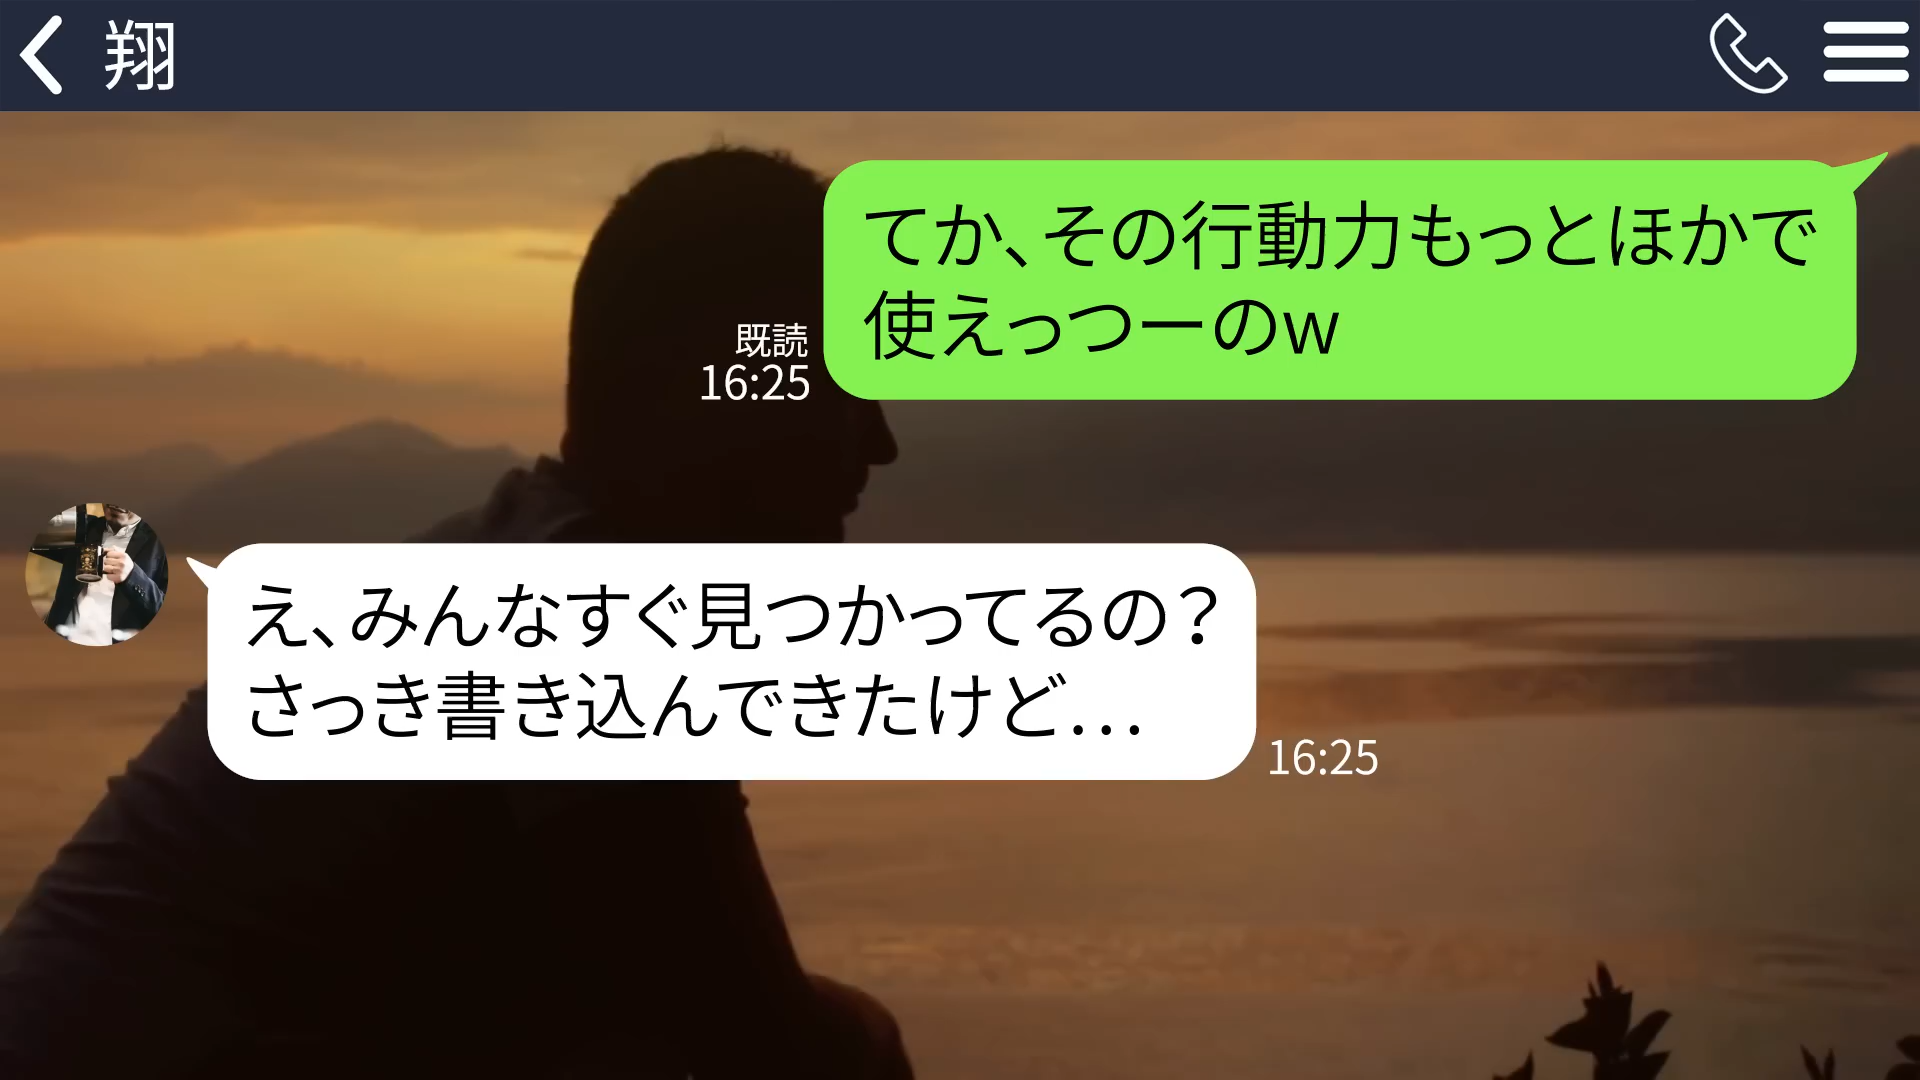 翔
てか、その行動力もっとほかで
使えっつーのw
既読
16:25
え、みんなすぐ見つかってるの？
さっき書き込んできたけど...
16:25